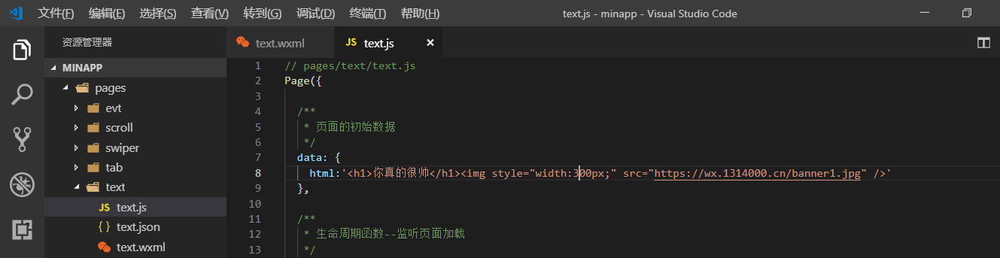 文件(F) 编辑(E) 选择(S) 查看(V) 转到(G) 调试(D) 终端(T) 帮助(H) text.js - minapp - Visual Studio Code
资源管理器
MINAPP
pages
evt
scroll
swiper
tab
text
JS text.js
{ } text.json
text.wxml
text.wxml JS text.js ×
1 // pages/text/text.js
2 Page({
3
4 /**
5 * 页面的初始数据
6 */
7 data: {
8 html:'<h1>你真的很帅</h1><img style="width:300px;" src="https://wx.1314000.cn/banner1.jpg" />'
9 },
10
11 /**
12 * 生命周期函数--监听页面加载
13 */